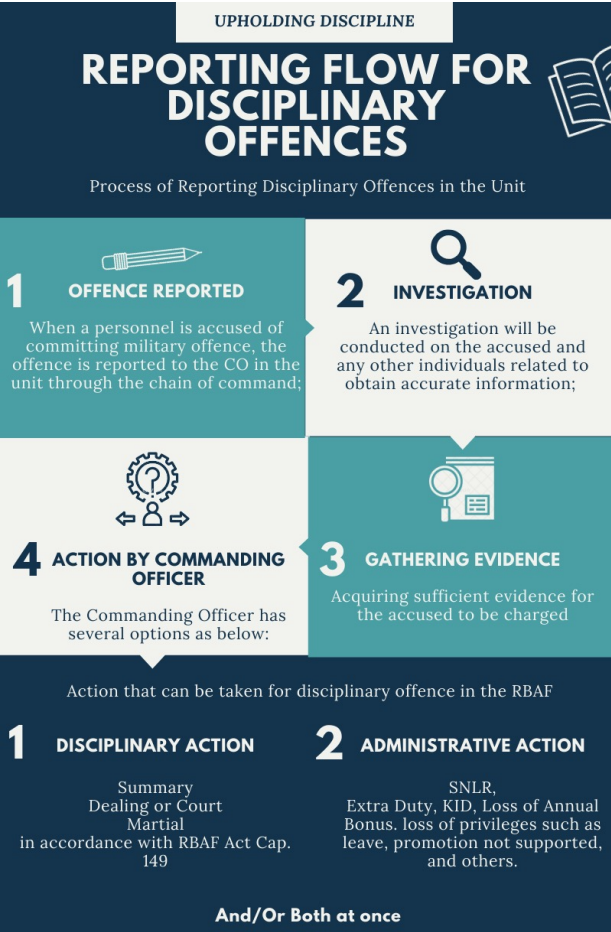 UPHOLDING DISCIPLINE
REPORTING FLOW FOR
DISCIPLINARY
OFFENCES
Process of Reporting Disciplinary Offences in the Unit
1
OFFENCE REPORTED
When a personnel is accused of
committing military offence, the
offence is reported to the CO in the
unit through the chain of command;
2
INVESTIGATION
An investigation will be
conducted on the accused and
any other individuals related to
obtain accurate information;
3
GATHERING EVIDENCE
Acquiring sufficient evidence for
the accused to be charged
4
ACTION BY COMMANDING
OFFICER
The Commanding Officer has
several options as below:
Action that can be taken for disciplinary offence in the RBAF
1
DISCIPLINARY ACTION
Summary
Dealing or Court
Martial
in accordance with RBAF Act Cap.
149
2
ADMINISTRATIVE ACTION
SNLR,
Extra Duty, KID, Loss of Annual
Bonus. loss of privileges such as
leave, promotion not supported,
and others.
And/Or Both at once